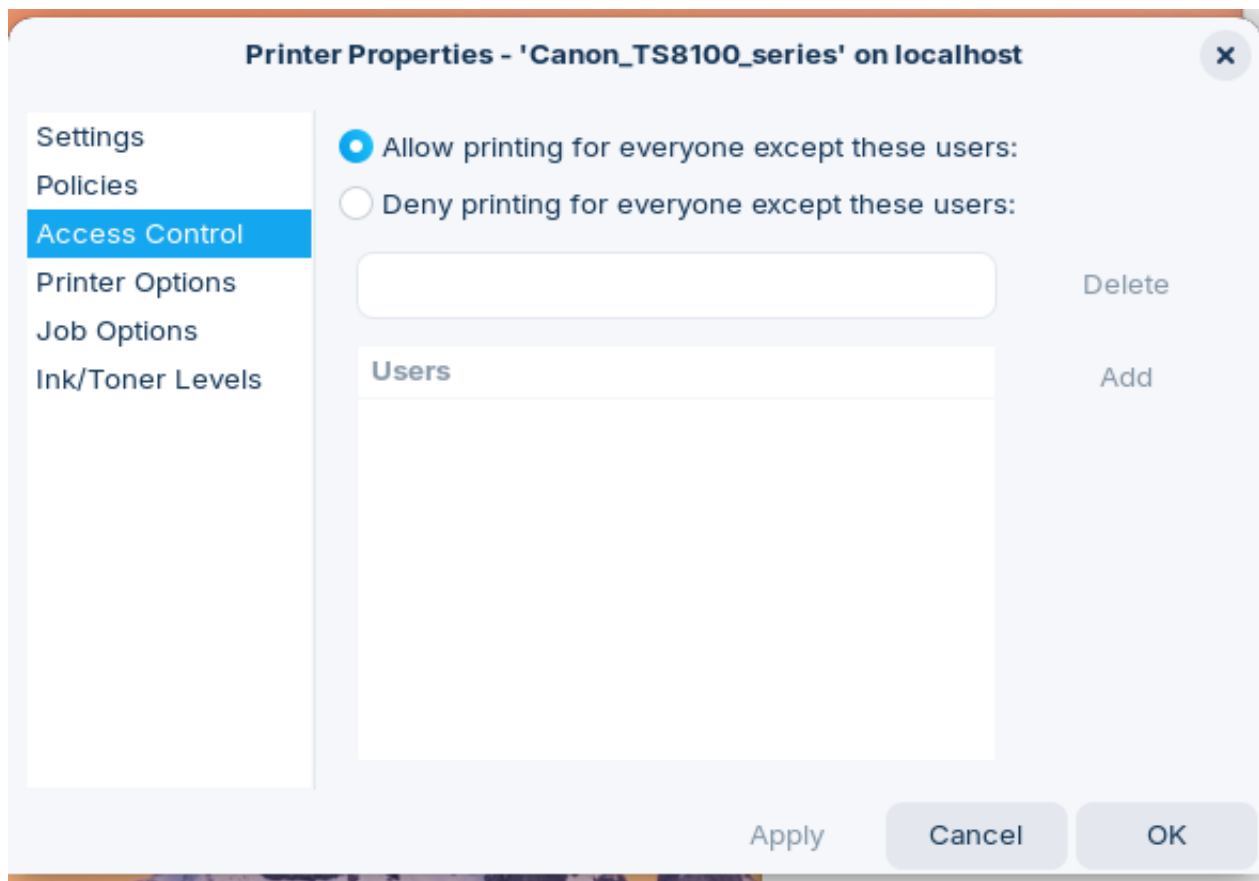 Printer Properties - 'Canon_TS8100_series' on localhost
Settings
Policies
Access Control
Printer Options
Job Options
Ink/Toner Levels
Allow printing for everyone except these users:
Deny printing for everyone except these users:
Delete
Users
Add
Apply
Cancel
OK